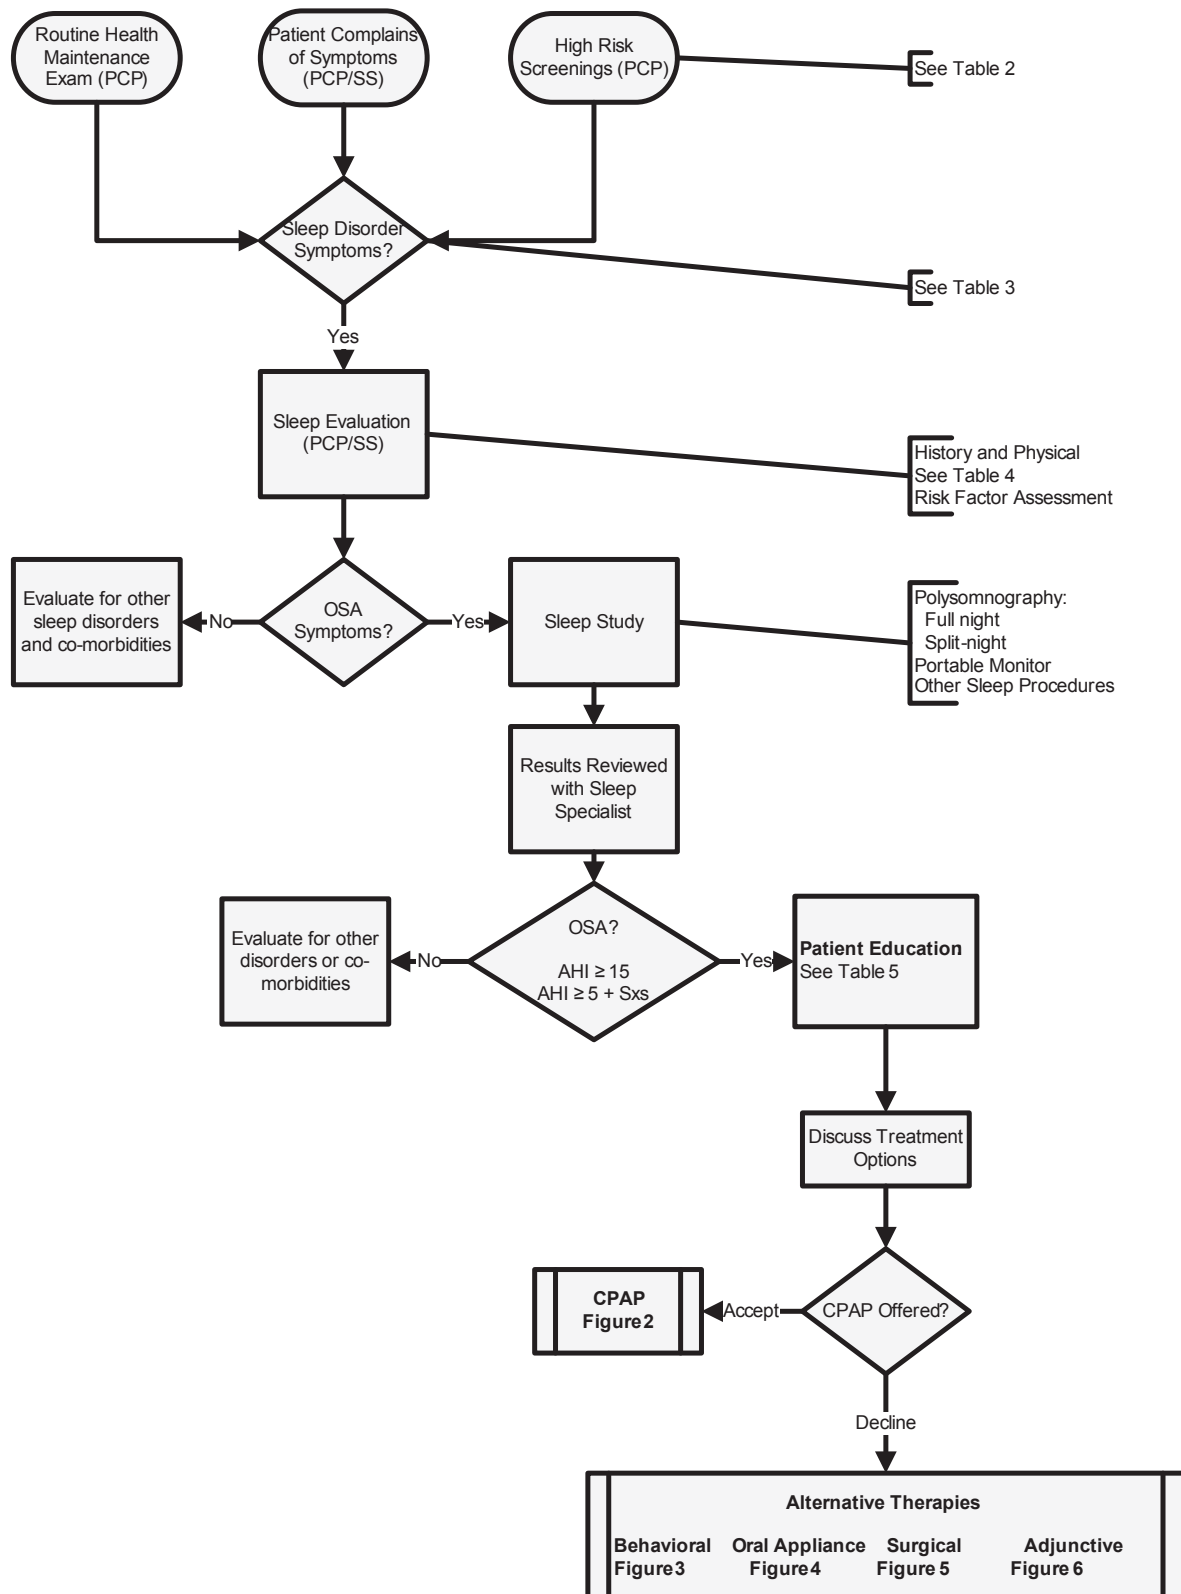 Routine Health
Maintenance
Exam (PCP)
Patient Complains
of Symptoms
(PCP/SS)
High Risk
Screenings (PCP)
See Table 2
Sleep Disorder
Symptoms?
See Table 3
Yes
Sleep Evaluation
(PCP/SS)
History and Physical
See Table 4
Risk Factor Assessment
Evaluate for other
sleep disorders
and co-morbidities
No
OSA
Symptoms?
Yes
Sleep Study
Polysomnography:
Full night
Split-night
Portable Monitor
Other Sleep Procedures
Results Reviewed
with Sleep
Specialist
Evaluate for other
disorders or co-
morbidities
No
OSA?
AHI ≥ 15
AHI ≥ 5 + Sxs
Yes
Patient Education
See Table 5
Discuss Treatment
Options
CPAP
Figure 2
Accept
CPAP Offered?
Decline
Alternative Therapies
Behavioral Oral Appliance Surgical Adjunctive
Figure 3 Figure 4 Figure 5 Figure 6